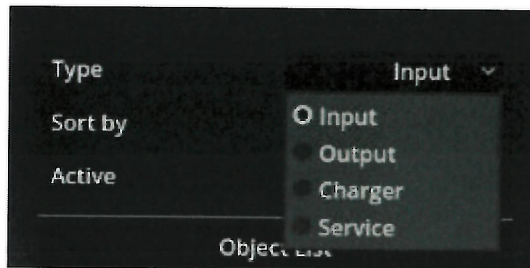 Type Input
Sort by
Input
Output
Active
Charger
Service
Object List